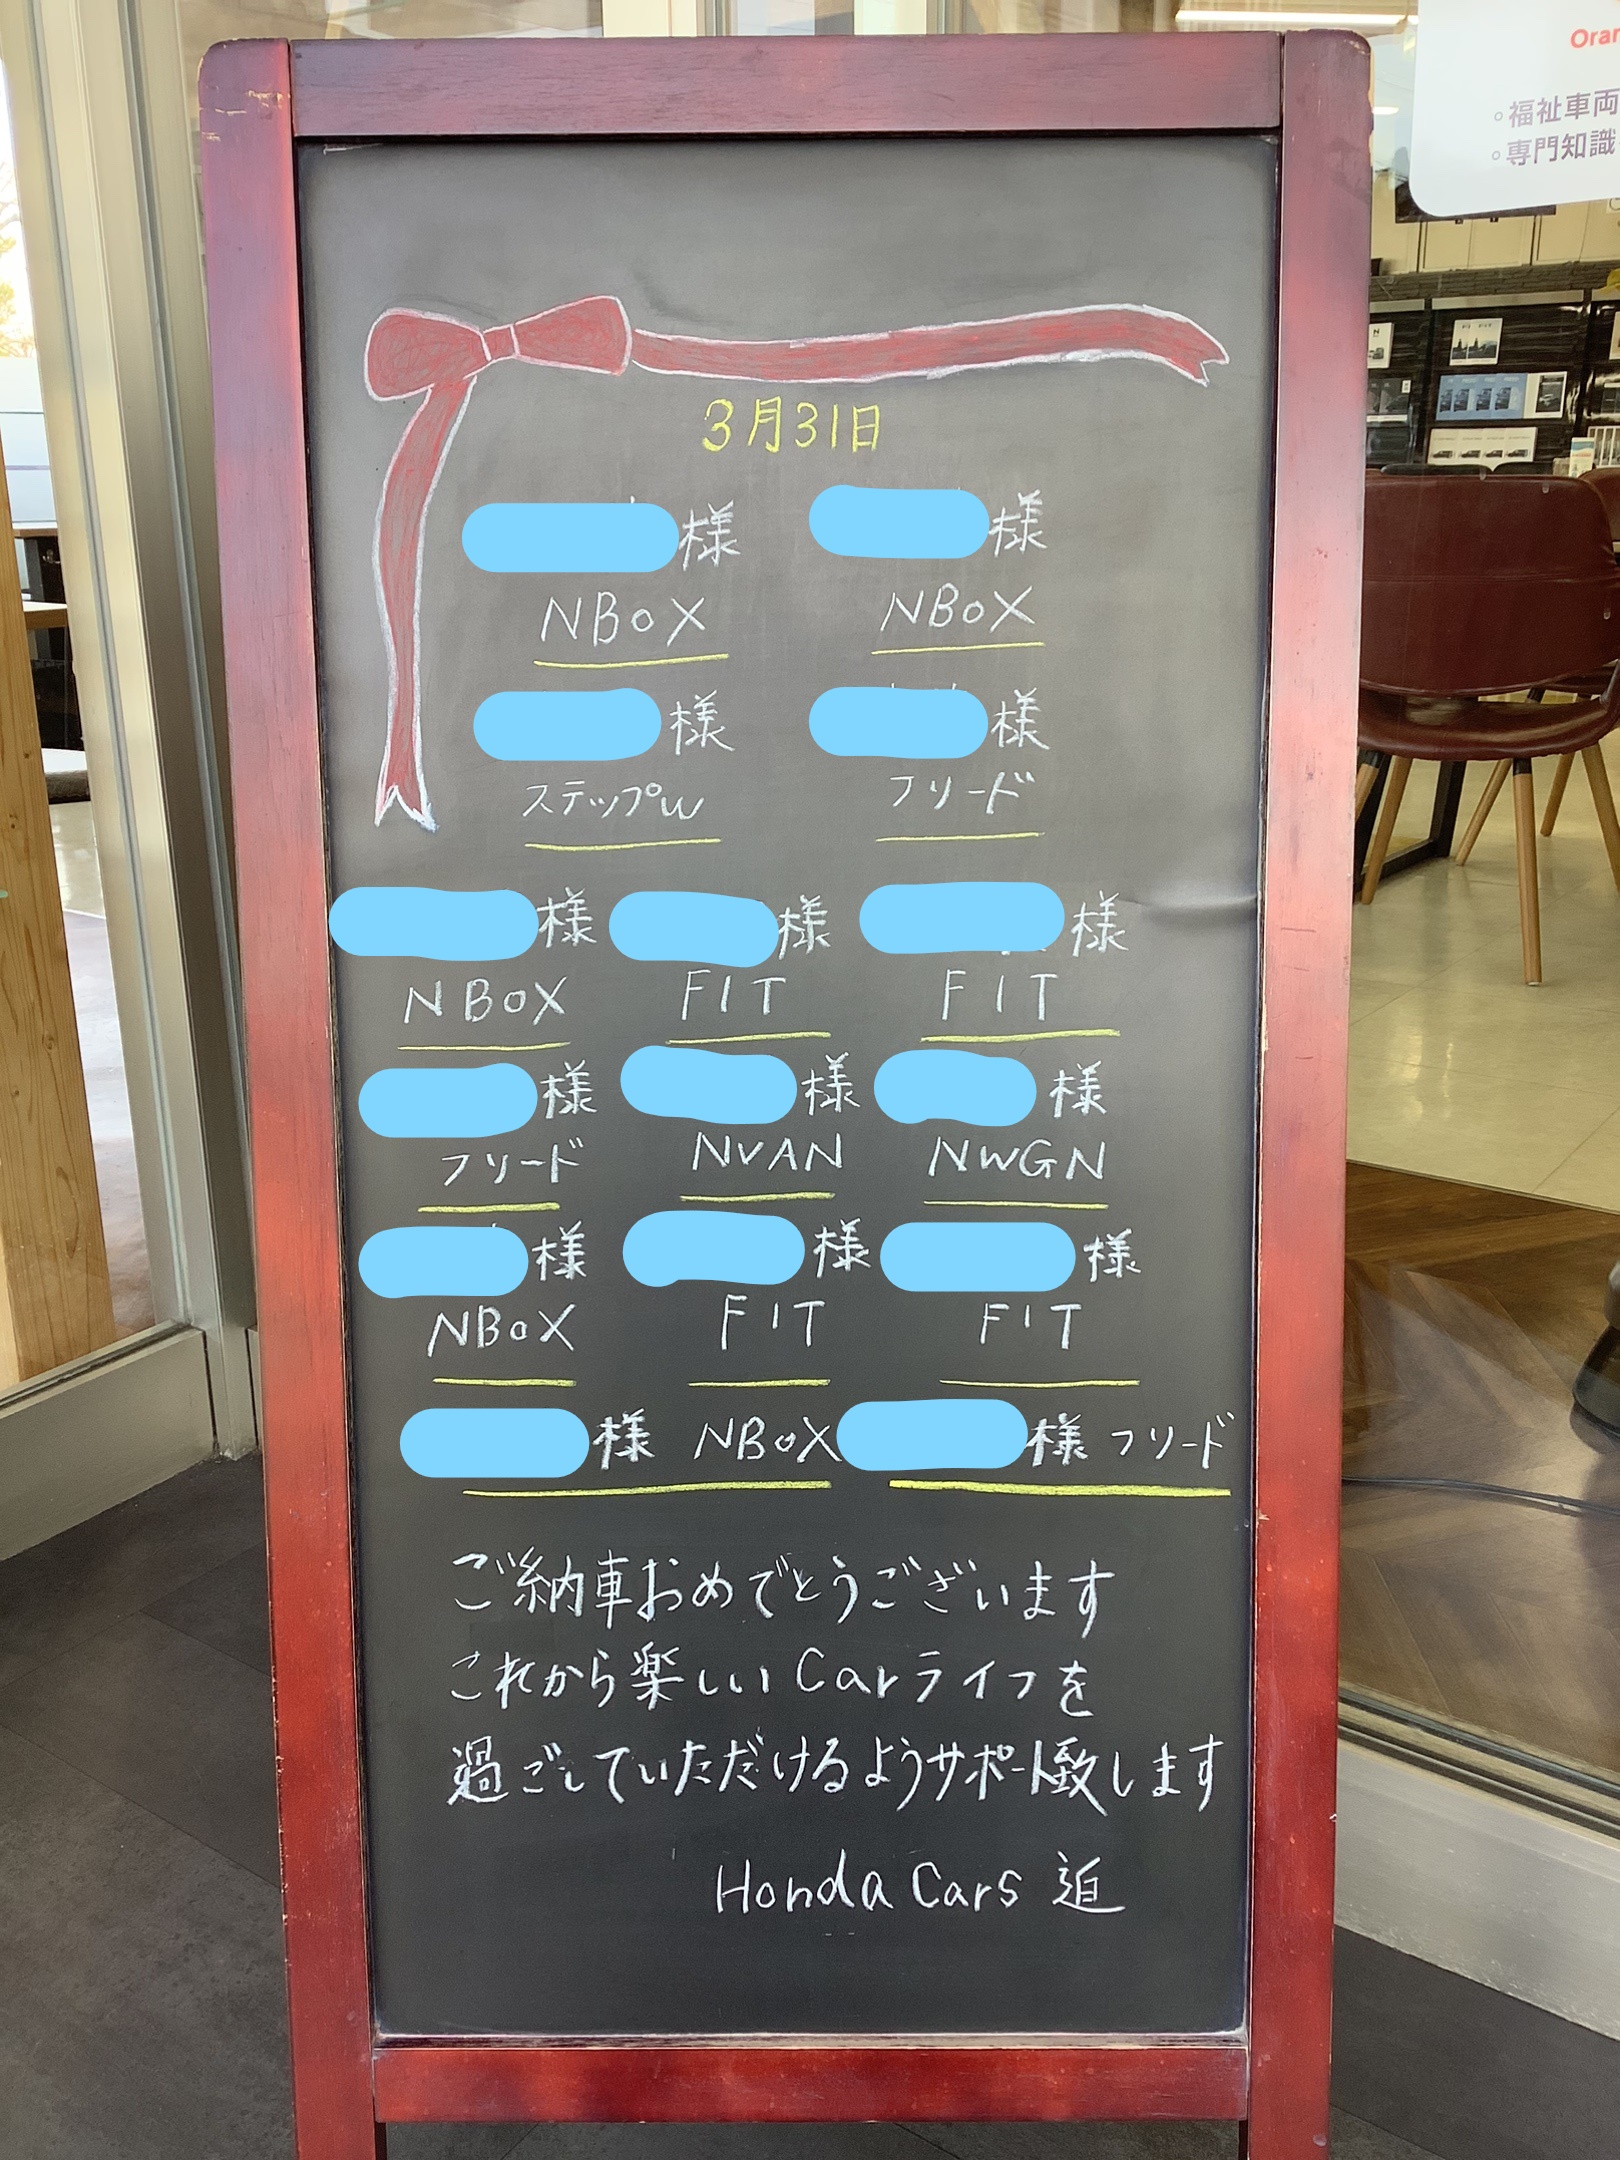 Oran
◦福祉車両
◦専門知識
3月31日
様 様
NBoX NBoX
様 様
ステップW フリード
様 様 様
NBoX FIT FIT
様 様 様
フリード NVAN NWGN
様 様 様
NBoX FIT FIT
様 NBoX 様 フリード
ご納車おめでとうございます
これから楽しい Carライフを
過ごしていただけるようサポート致します
Honda Cars 迫